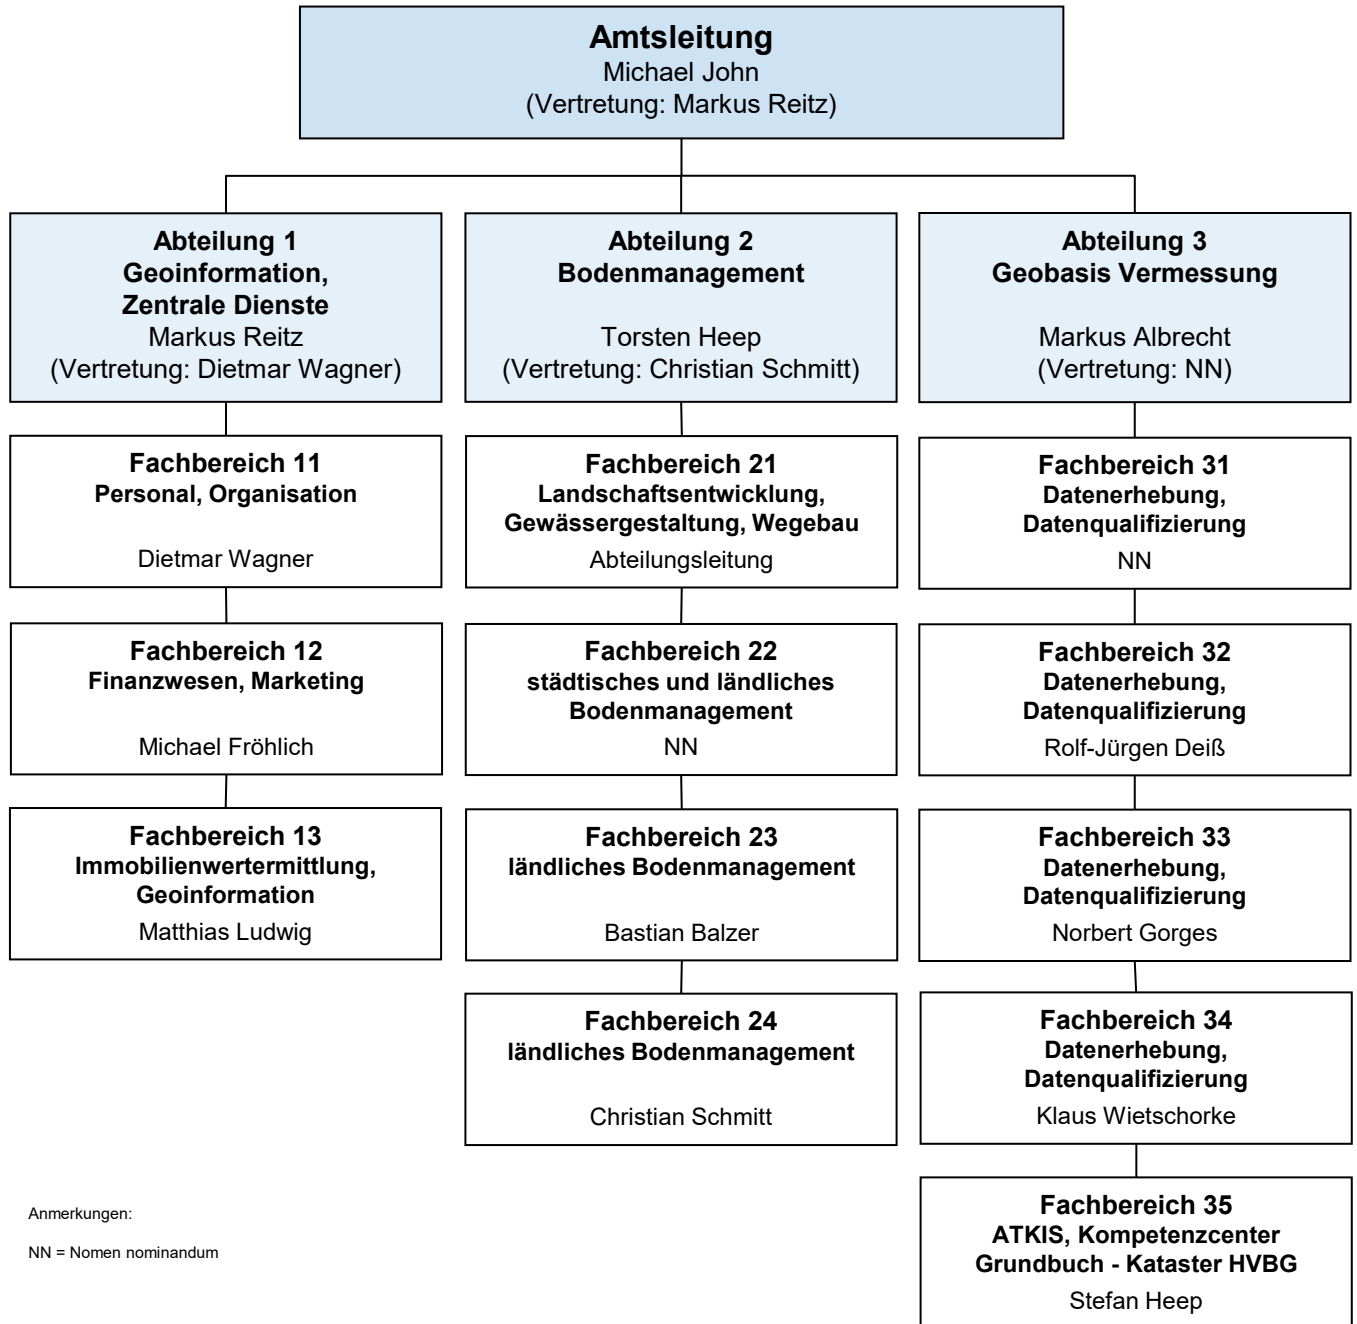 Amtsleitung
Michael John
(Vertretung: Markus Reitz)
Abteilung 1
Geoinformation,
Zentrale Dienste
Markus Reitz
(Vertretung: Dietmar Wagner)
Fachbereich 11
Personal, Organisation
Dietmar Wagner
Fachbereich 12
Finanzwesen, Marketing
Michael Fröhlich
Fachbereich 13
Immobilienwertermittlung,
Geoinformation
Matthias Ludwig
Abteilung 2
Bodenmanagement
Torsten Heep
(Vertretung: Christian Schmitt)
Fachbereich 21
Landschaftsentwicklung,
Gewässergestaltung, Wegebau
Abteilungsleitung
Fachbereich 22
städtisches und ländliches
Bodenmanagement
NN
Fachbereich 23
ländliches Bodenmanagement
Bastian Balzer
Fachbereich 24
ländliches Bodenmanagement
Christian Schmitt
Abteilung 3
Geobasis Vermessung
Markus Albrecht
(Vertretung: NN)
Fachbereich 31
Datenerhebung,
Datenqualifizierung
NN
Fachbereich 32
Datenerhebung,
Datenqualifizierung
Rolf-Jürgen Deiß
Fachbereich 33
Datenerhebung,
Datenqualifizierung
Norbert Gorges
Fachbereich 34
Datenerhebung,
Datenqualifizierung
Klaus Wietschorke
Fachbereich 35
ATKIS, Kompetenzcenter
Grundbuch - Kataster HVBG
Stefan Heep
Anmerkungen:
NN = Nomen nominandum